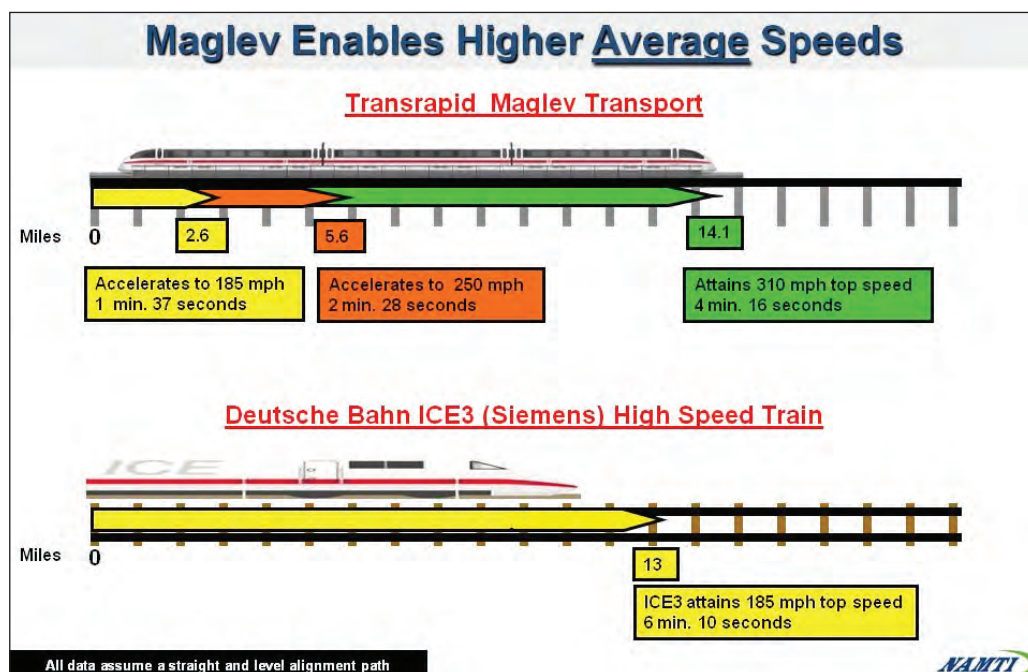 Maglev Enables Higher Average Speeds
Transrapid Maglev Transport
Miles 0 2.6 5.6 14.1
Accelerates to 185 mph
1 min. 37 seconds
Accelerates to 250 mph
2 min. 28 seconds
Attains 310 mph top speed
4 min. 16 seconds
Deutsche Bahn ICE3 (Siemens) High Speed Train
ICE
Miles 0 13
ICE3 attains 185 mph top speed
6 min. 10 seconds
All data assume a straight and level alignment path
NAMTI